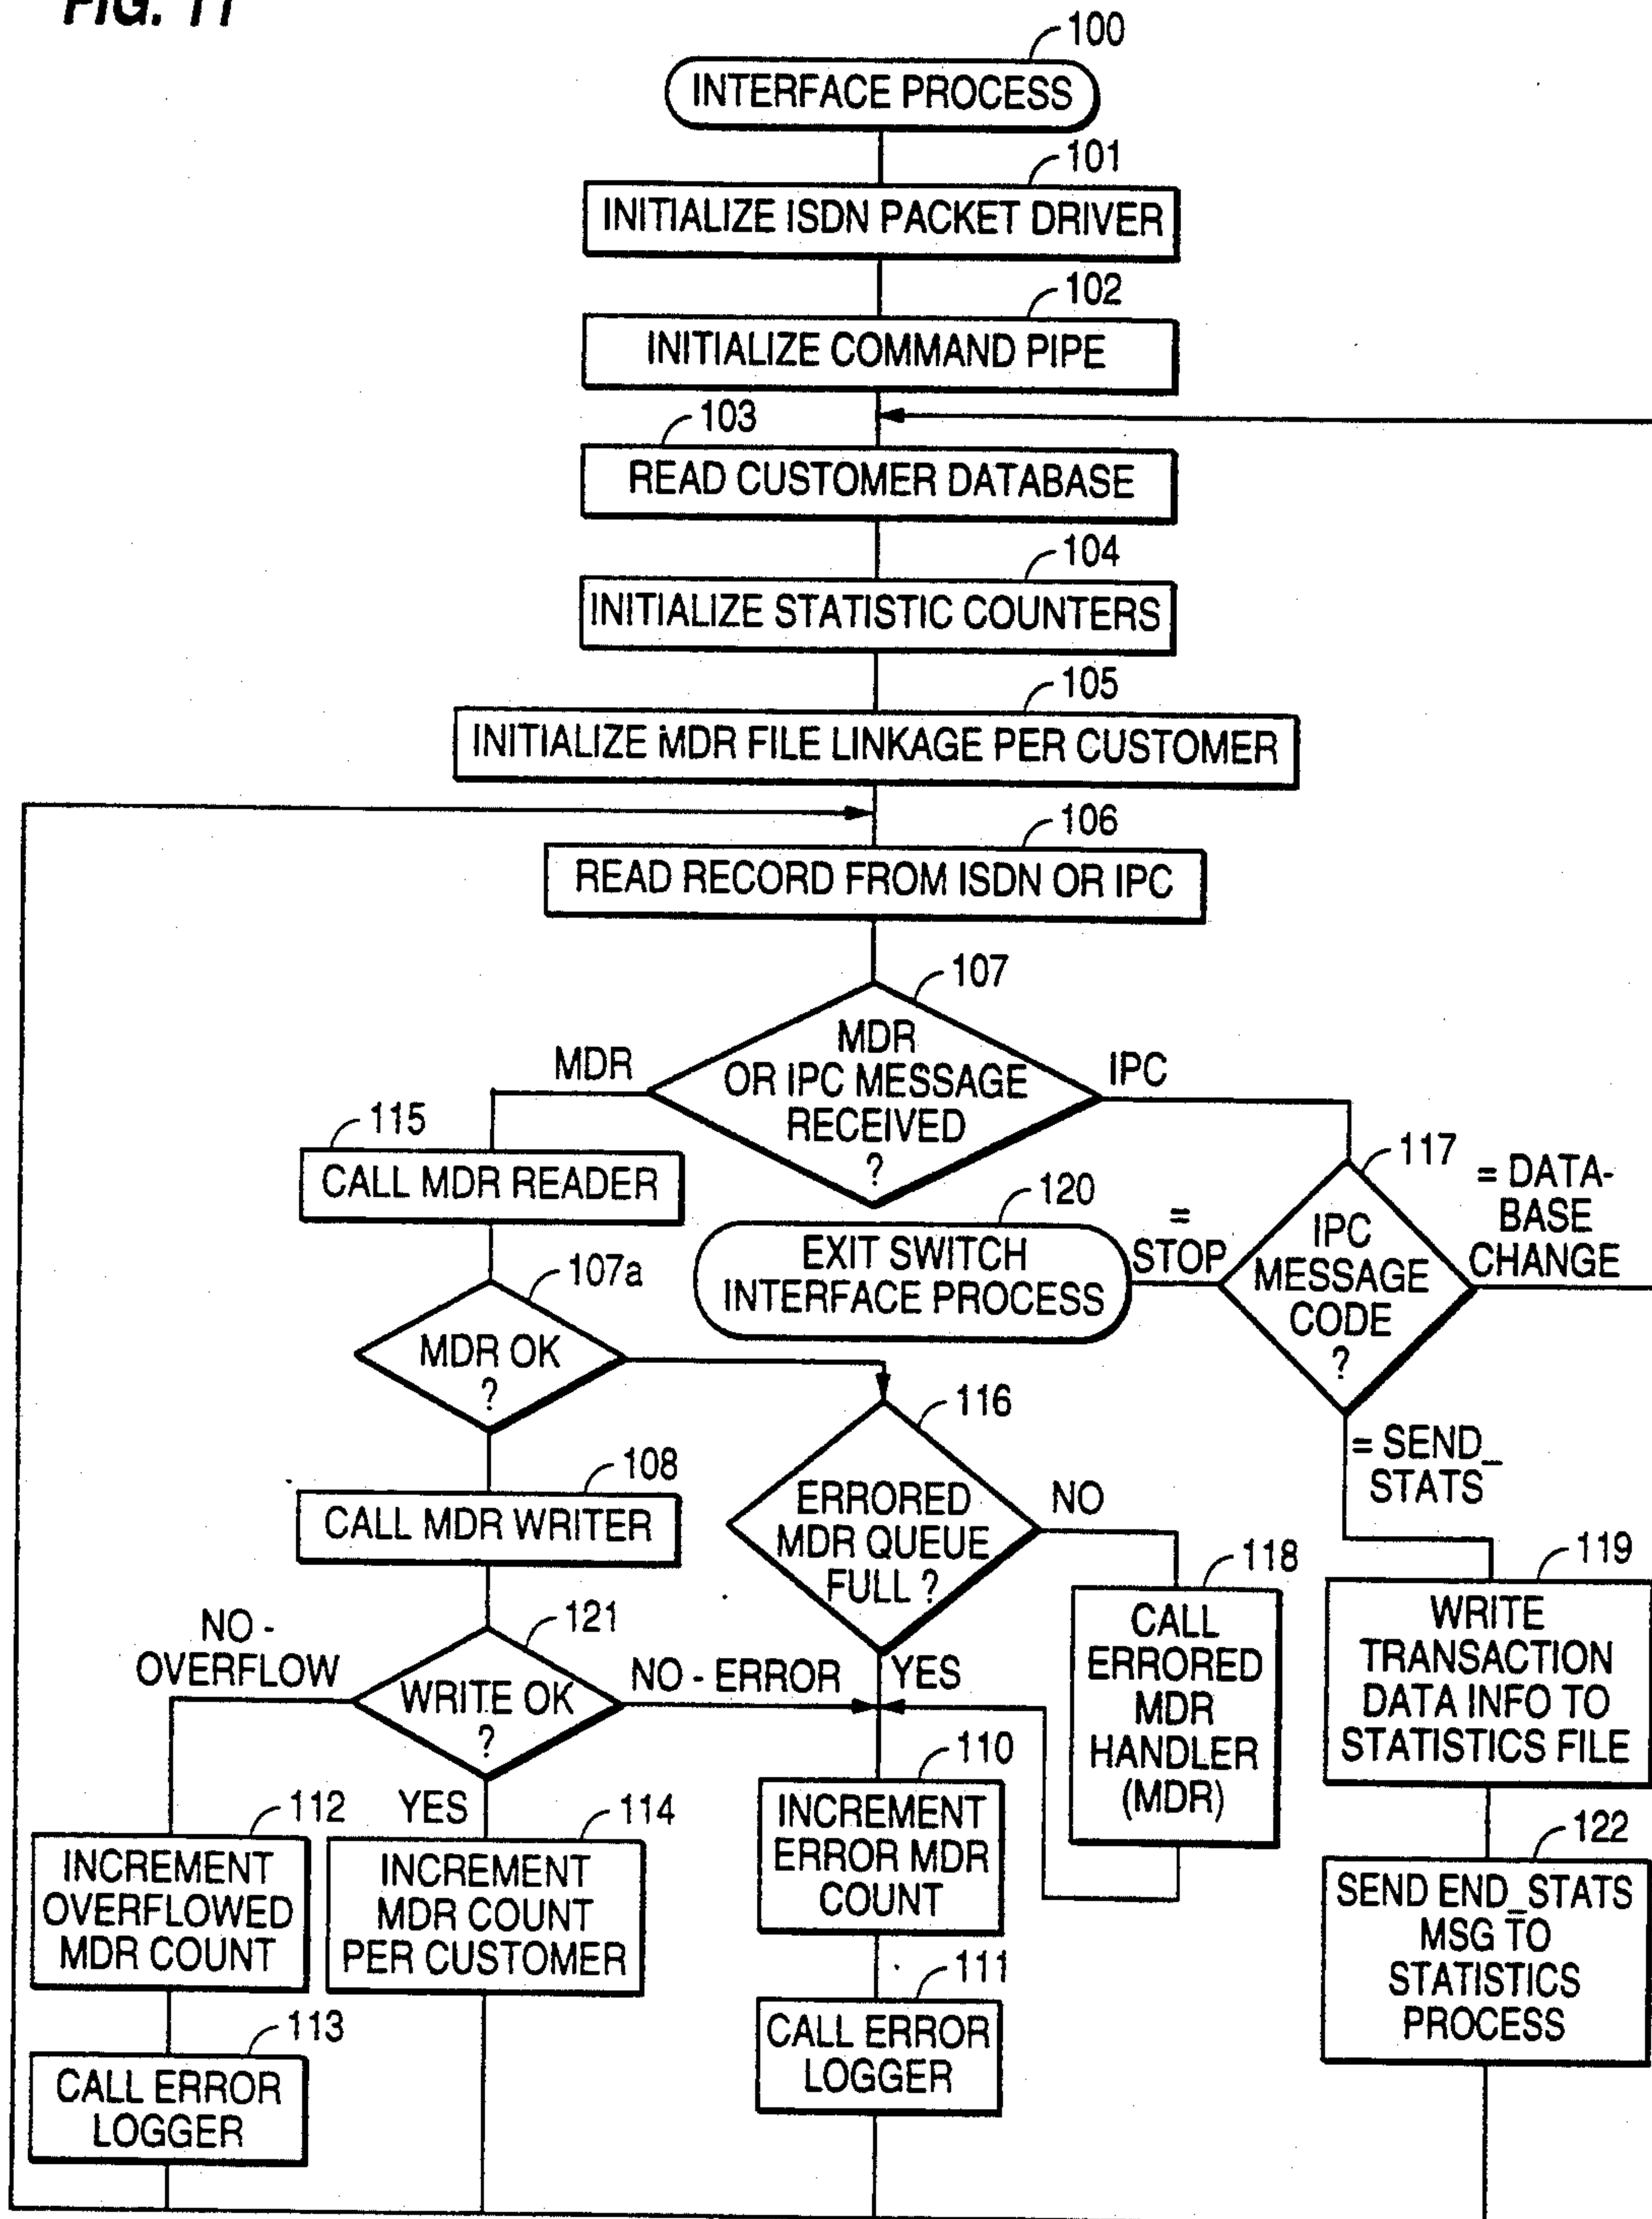 FIG. 11
100
INTERFACE PROCESS
101
INITIALIZE ISDN PACKET DRIVER
102
INITIALIZE COMMAND PIPE
103
READ CUSTOMER DATABASE
104
INITIALIZE STATISTIC COUNTERS
105
INITIALIZE MDR FILE LINKAGE PER CUSTOMER
106
READ RECORD FROM ISDN OR IPC
107
MDR
OR IPC MESSAGE
RECEIVED
?
MDR
IPC
115
CALL MDR READER
117
IPC
MESSAGE
CODE
?
= DATA-
BASE
CHANGE
=
STOP
120
EXIT SWITCH
INTERFACE PROCESS
107a
MDR OK
?
116
ERRORED
MDR QUEUE
FULL ?
NO
YES
= SEND_
STATS
108
CALL MDR WRITER
118
CALL
ERRORED
MDR
HANDLER
(MDR)
119
WRITE
TRANSACTION
DATA INFO TO
STATISTICS FILE
121
WRITE OK
?
NO -
OVERFLOW
NO - ERROR
YES
112
INCREMENT
OVERFLOWED
MDR COUNT
114
INCREMENT
MDR COUNT
PER CUSTOMER
110
INCREMENT
ERROR MDR
COUNT
122
SEND END_STATS
MSG TO
STATISTICS
PROCESS
113
CALL ERROR
LOGGER
111
CALL ERROR
LOGGER